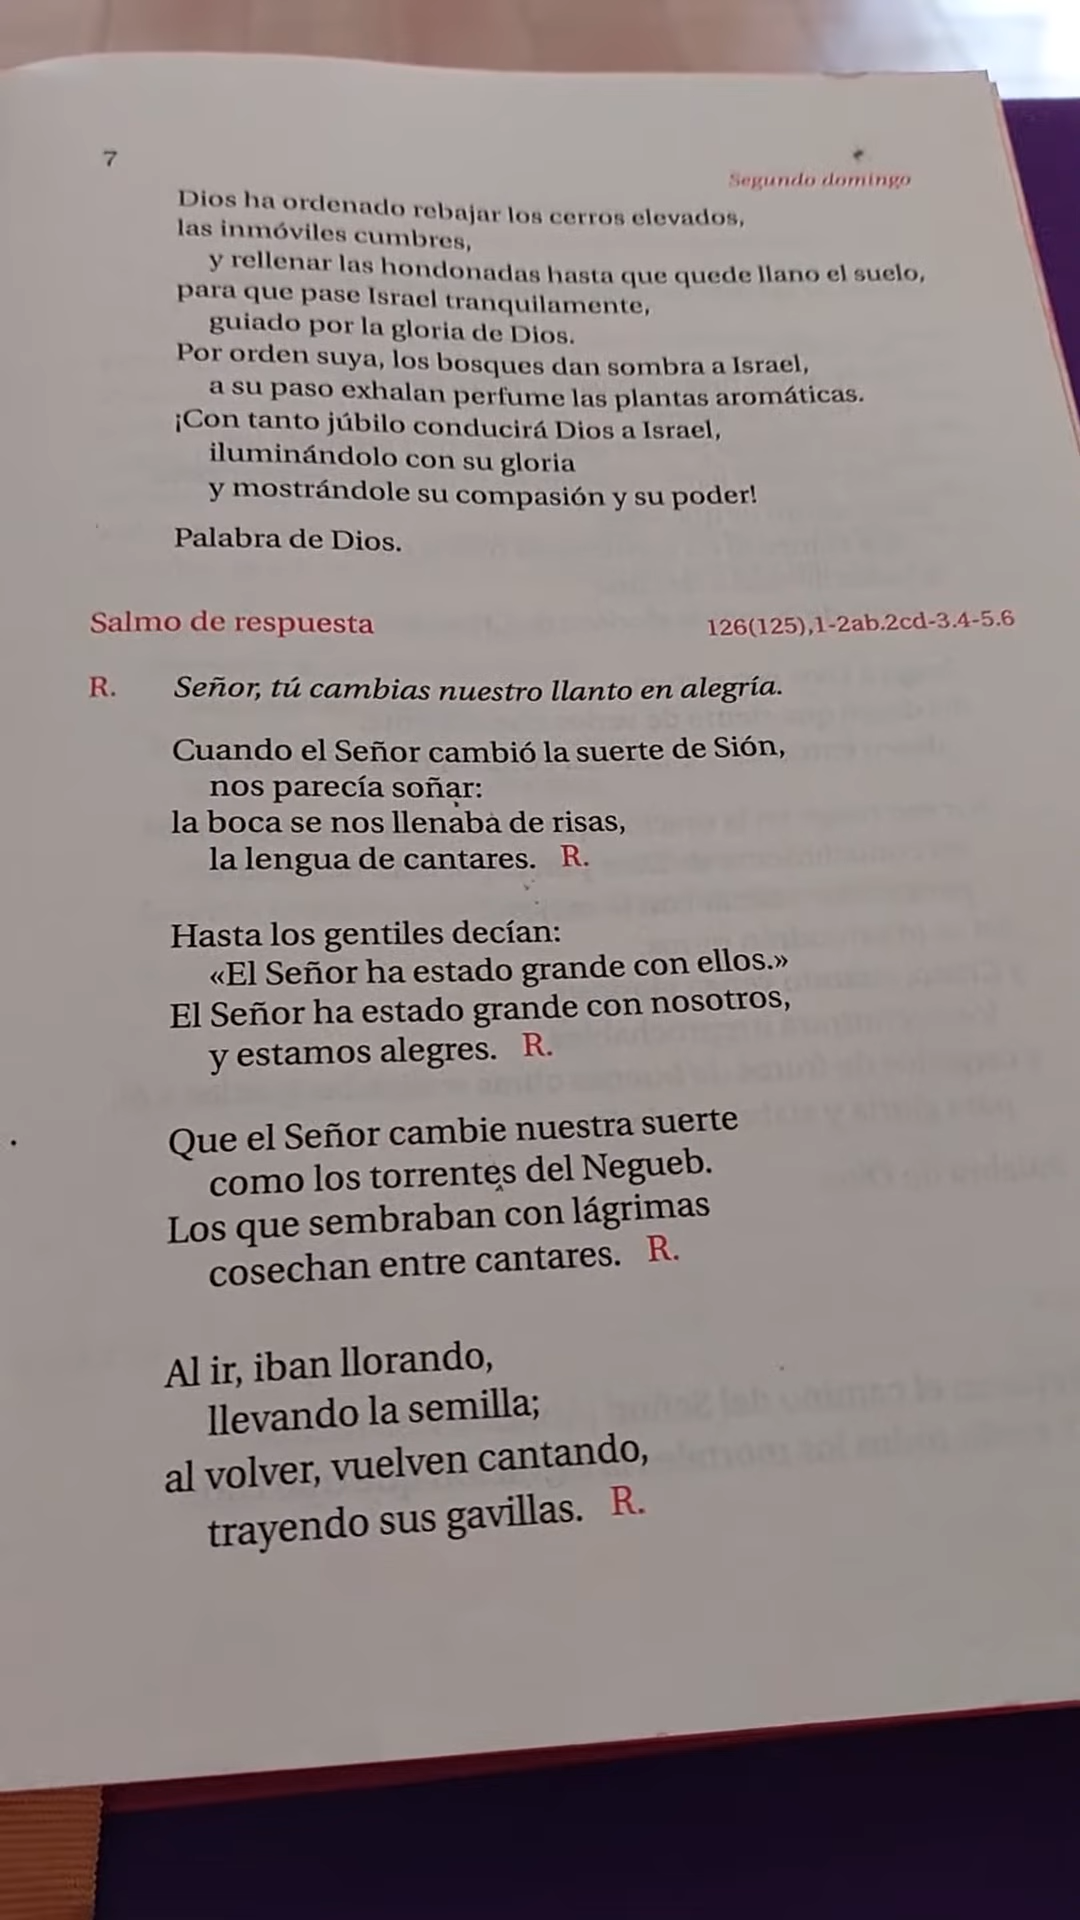 7
Segundo domingo
Dios ha ordenado rebajar los cerros elevados,
las inmóviles cumbres,
y rellenar las hondonadas hasta que quede llano el suelo,
para que pase Israel tranquilamente,
guiado por la gloria de Dios.
Por orden suya, los bosques dan sombra a Israel,
a su paso exhalan perfume las plantas aromáticas.
¡Con tanto júbilo conducirá Dios a Israel,
iluminándolo con su gloria
y mostrándole su compasión y su poder!
Palabra de Dios.
Salmo de respuesta 126(125),1-2ab.2cd-3.4-5.6
R. Señor, tú cambias nuestro llanto en alegría.
Cuando el Señor cambió la suerte de Sión,
nos parecía soñar:
la boca se nos llenaba de risas,
la lengua de cantares. R.
Hasta los gentiles decían:
«El Señor ha estado grande con ellos.»
El Señor ha estado grande con nosotros,
y estamos alegres. R.
Que el Señor cambie nuestra suerte
como los torrentes del Negueb.
Los que sembraban con lágrimas
cosechan entre cantares. R.
Al ir, iban llorando,
llevando la semilla;
al volver, vuelven cantando,
trayendo sus gavillas. R.